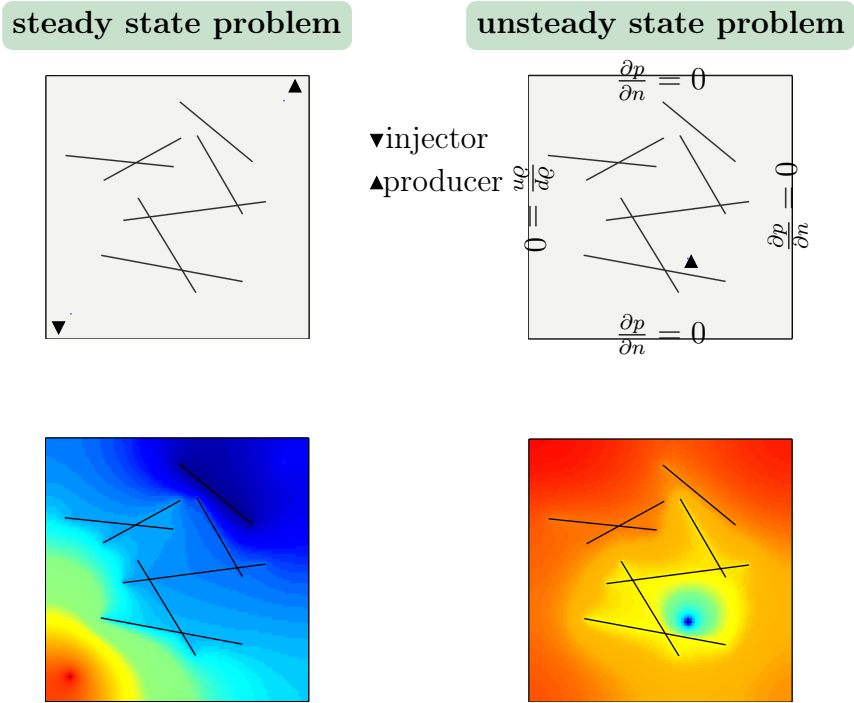 steady state problem
unsteady state problem
∂p/∂n = 0
▼injector
▲producer
∂p/∂n = 0
∂p/∂n = 0
∂p/∂n = 0